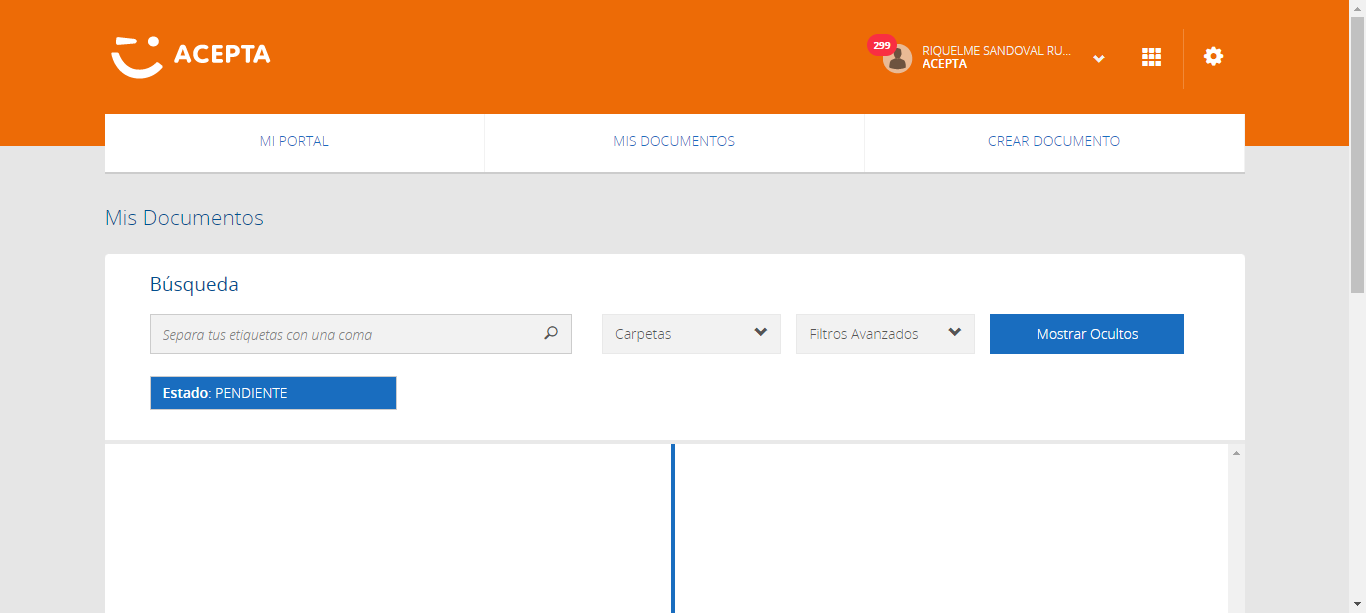 ACEPTA
299
RIQUELME SANDOVAL RU...
ACEPTA
MI PORTAL
MIS DOCUMENTOS
CREAR DOCUMENTO
Mis Documentos
Búsqueda
Separa tus etiquetas con una coma
Carpetas
Filtros Avanzados
Mostrar Ocultos
Estado: PENDIENTE